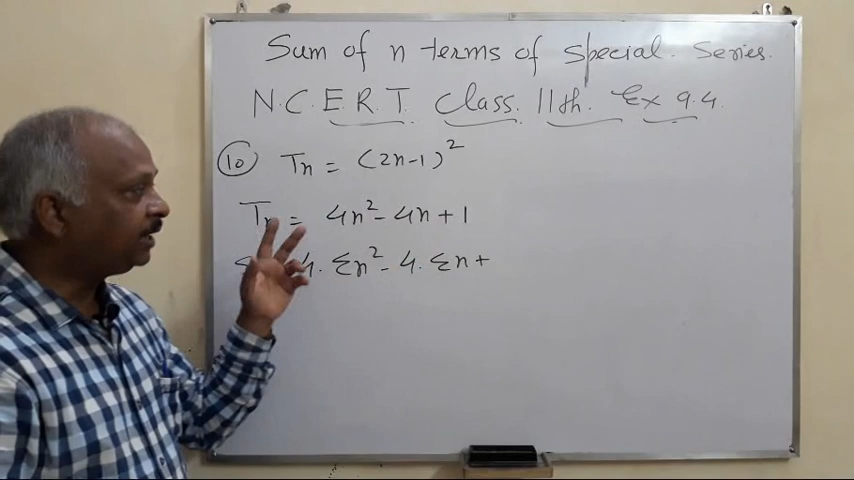 Sum of n terms of special. Series.
N.C.E.R.T. Class. 11th. Ex 9.4.
10 Tn = (2n-1)²
Tn = 4n² - 4n + 1
4. Σn² - 4. Σn +